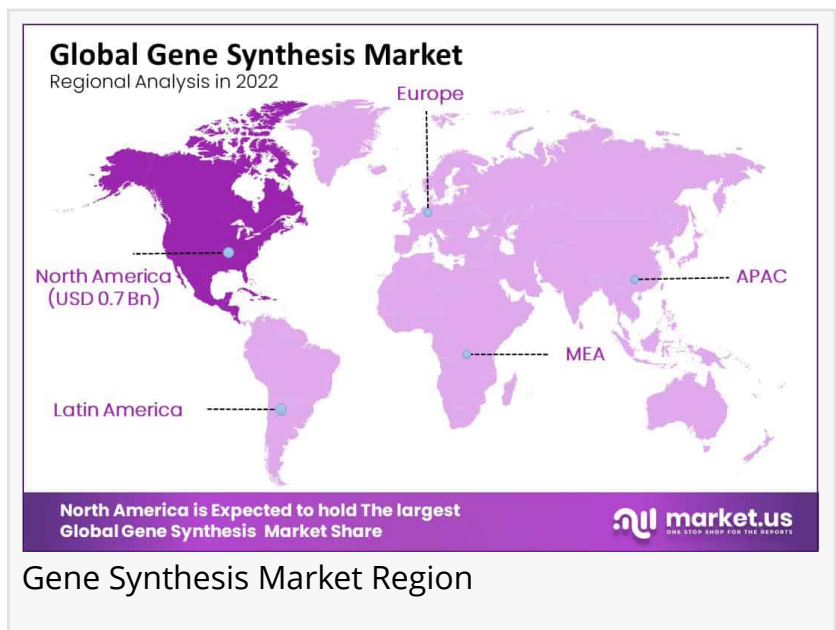 Global Gene Synthesis Market
Regional Analysis in 2022
Europe
North America
(USD 0.7 Bn)
APAC
MEA
Latin America
North America is Expected to hold The largest
Global Gene Synthesis Market Share
market.us
ONE STOP SHOP FOR THE REPORTS
Gene Synthesis Market Region